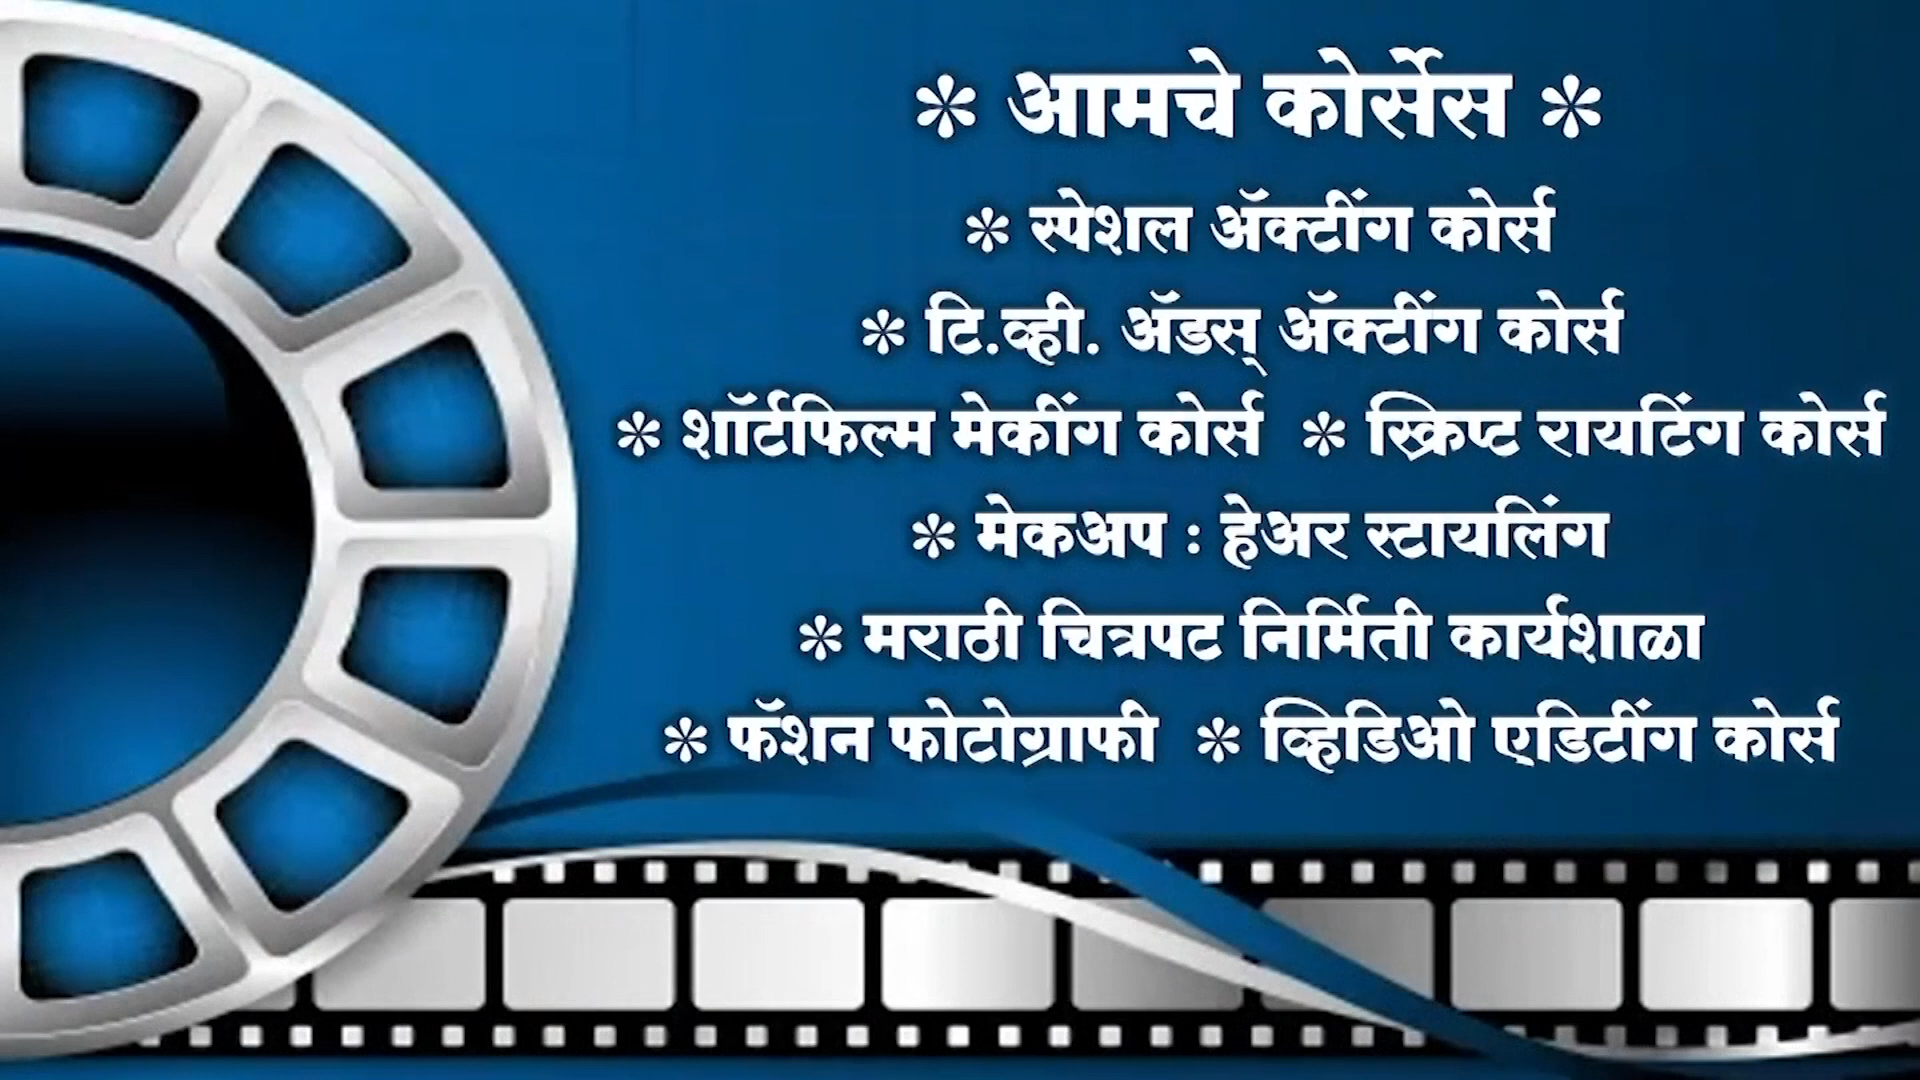 * आमचे कोर्सेस *
* स्पेशल ॲक्टींग कोर्स
* टि.व्ही. ॲडस् ॲक्टींग कोर्स
* शॉर्टफिल्म मेकींग कोर्स * स्क्रिप्ट रायटिंग कोर्स
* मेकअप : हेअर स्टायलिंग
* मराठी चित्रपट निर्मिती कार्यशाळा
* फॅशन फोटोग्राफी * व्हिडिओ एडिटींग कोर्स